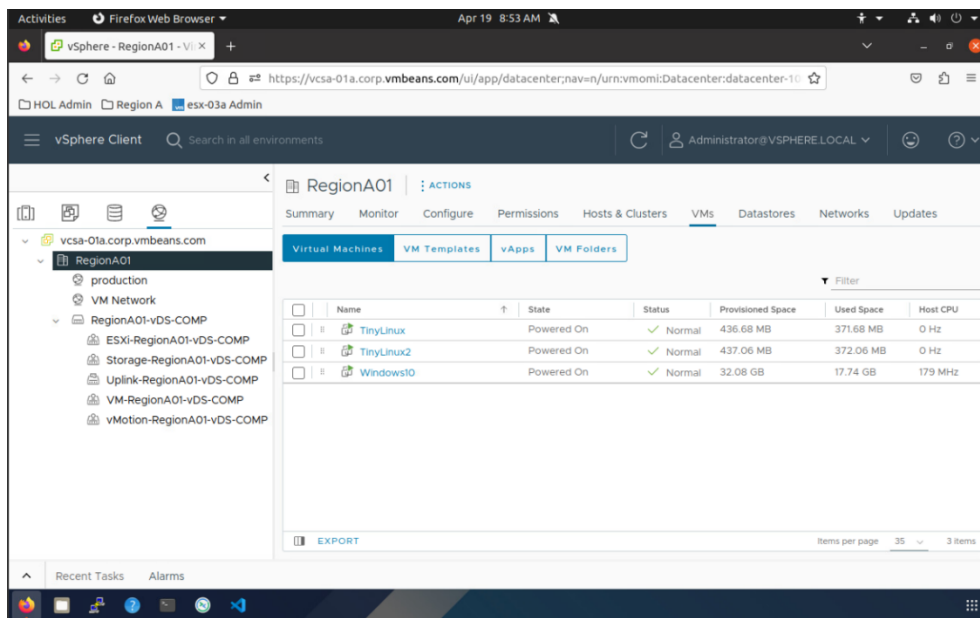 Activities Firefox Web Browser Apr 19 8:53 AM
vSphere - RegionA01 - VI
https://vcsa-01a.corp.vmbeans.com/ui/app/datacenter;nav=n/urn:vmomi:Datacenter:datacenter-10
HOL Admin Region A esx-03a Admin
vSphere Client Search in all environments Administrator@VSPHERE.LOCAL
RegionA01 ACTIONS
Summary Monitor Configure Permissions Hosts & Clusters VMs Datastores Networks Updates
vcsa-01a.corp.vmbeans.com
RegionA01
production
VM Network
RegionA01-vDS-COMP
ESXi-RegionA01-vDS-COMP
Storage-RegionA01-vDS-COMP
Uplink-RegionA01-vDS-COMP
VM-RegionA01-vDS-COMP
vMotion-RegionA01-vDS-COMP
Virtual Machines VM Templates vApps VM Folders
Filter
Name State Status Provisioned Space Used Space Host CPU
TinyLinux Powered On Normal 436.68 MB 371.68 MB 0 Hz
TinyLinux2 Powered On Normal 437.06 MB 372.06 MB 0 Hz
Windows10 Powered On Normal 32.08 GB 17.74 GB 179 MHz
EXPORT Items per page 35 3 items
Recent Tasks Alarms